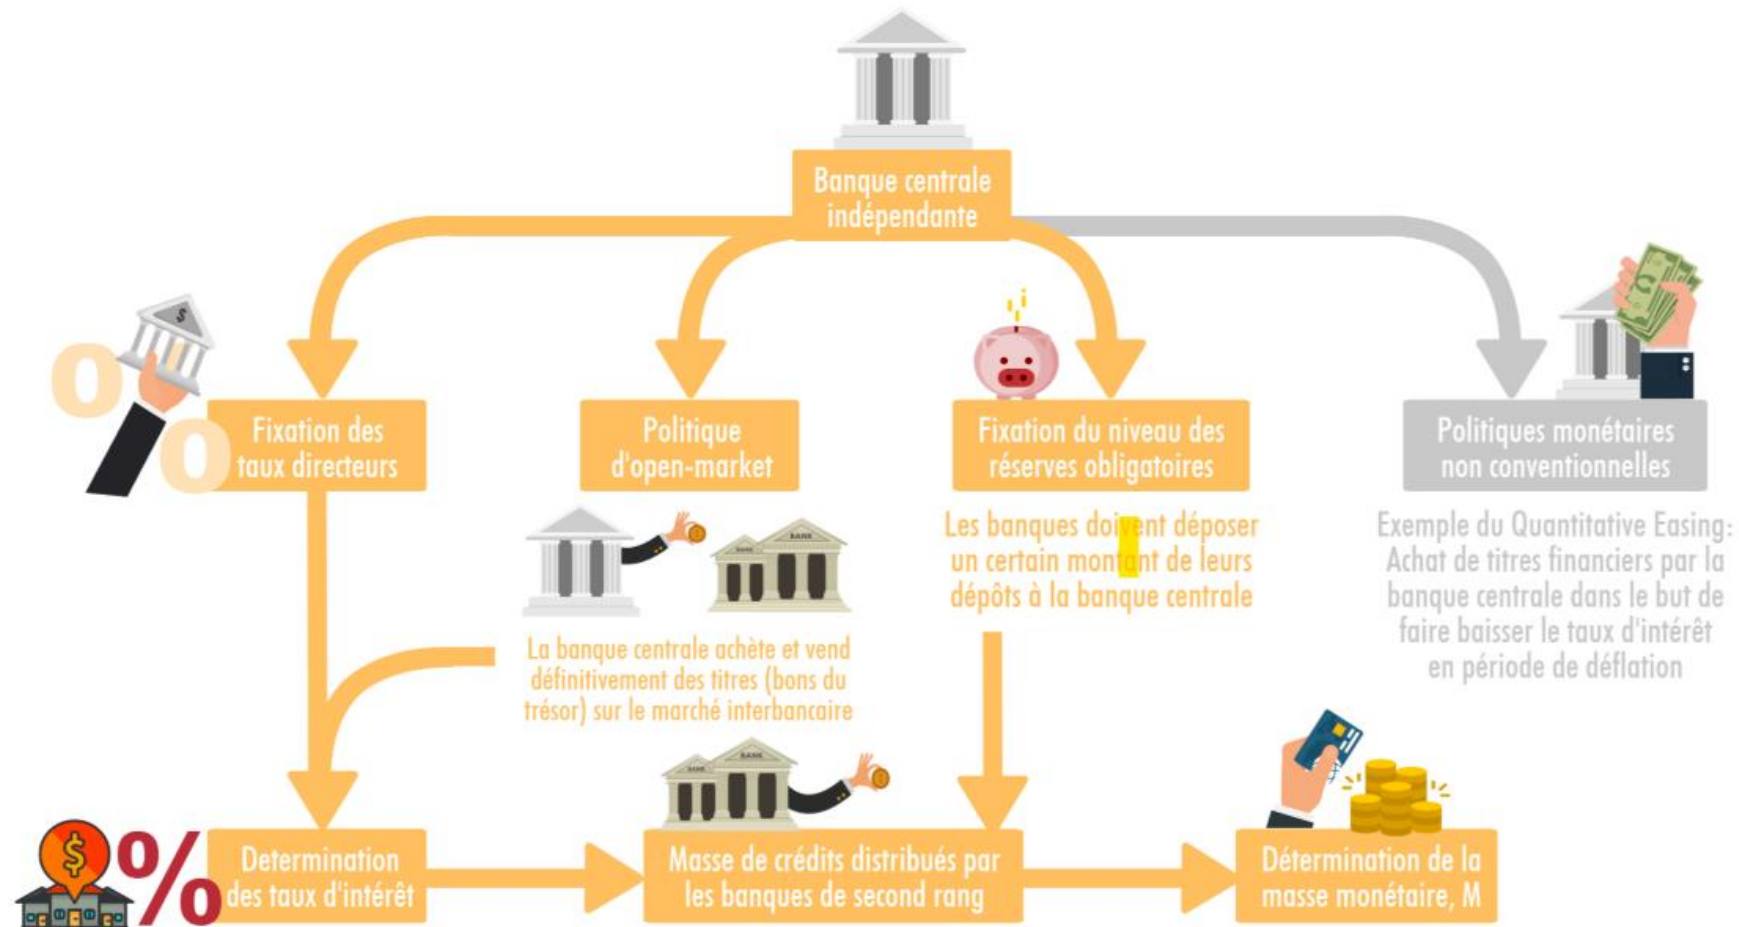 Banque centrale
indépendante
Fixation des
taux directeurs
Politique
d'open-market
Fixation du niveau des
réserves obligatoires
Politiques monétaires
non conventionnelles
Les banques doivent déposer
un certain montant de leurs
dépôts à la banque centrale
Exemple du Quantitative Easing:
Achat de titres financiers par la
banque centrale dans le but de
faire baisser le taux d'intérêt
en période de déflation
BANK
BANK
La banque centrale achète et vend
définitivement des titres (bons du
trésor) sur le marché interbancaire
BANK
BANK
%
Determination
des taux d'intérêt
Masse de crédits distribués par
les banques de second rang
Détermination de la
masse monétaire, M